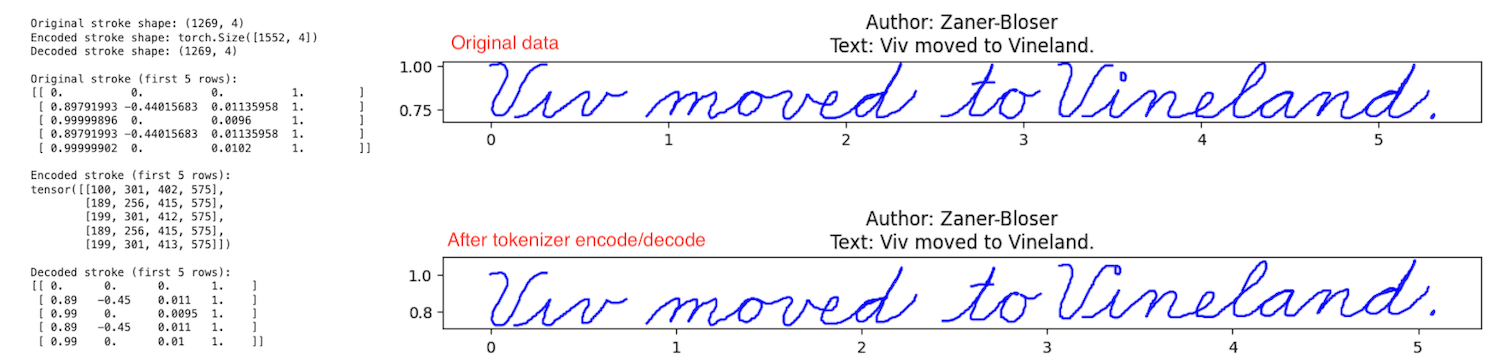 Original stroke shape: (1269, 4)
Encoded stroke shape: torch.Size([1552, 4])
Decoded stroke shape: (1269, 4)
Original stroke (first 5 rows):
[[ 0. 0. 0. 1. ]
[ 0.89791993 -0.44015683 0.01135958 1. ]
[ 0.99999896 0. 0.0096 1. ]
[ 0.89791993 -0.44015683 0.01135958 1. ]
[ 0.99999902 0. 0.0102 1. ]]
Encoded stroke (first 5 rows):
tensor([[100, 301, 402, 575],
[189, 256, 415, 575],
[199, 301, 412, 575],
[189, 256, 415, 575],
[199, 301, 413, 575]])
Decoded stroke (first 5 rows):
[[ 0. 0. 0. 1. ]
[ 0.89 -0.45 0.011 1. ]
[ 0.99 0. 0.0095 1. ]
[ 0.89 -0.45 0.011 1. ]
[ 0.99 0. 0.01 1. ]]
Author: Zaner-Bloser
Original data
Text: Viv moved to Vineland.
1.00
Viv moved to Vineland.
0.75
0 1 2 3 4 5
Author: Zaner-Bloser
After tokenizer encode/decode
Text: Viv moved to Vineland.
1.0
Viv moved to Vineland.
0.8
0 1 2 3 4 5